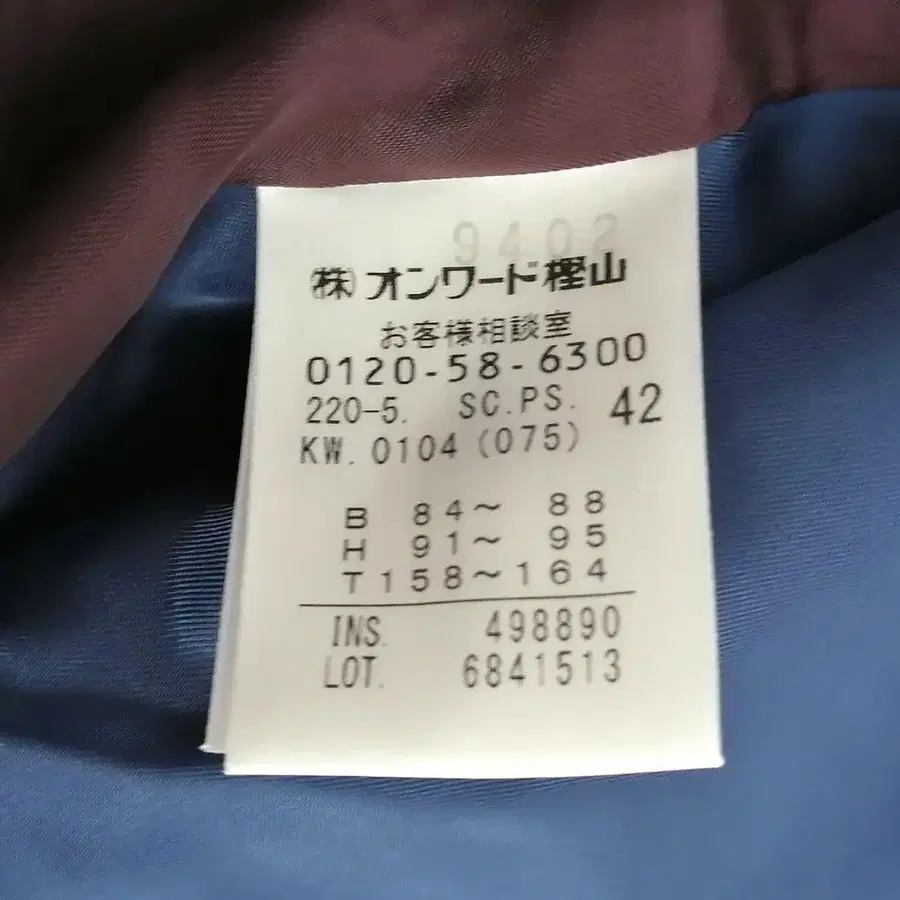 9402
㈱オンワード樫山
お客様相談室
0120-58-6300
220-5. SC.PS. 42
KW. 0104 (075)
B 84～ 88
H 91～ 95
T158～164
INS. 498890
LOT. 6841513